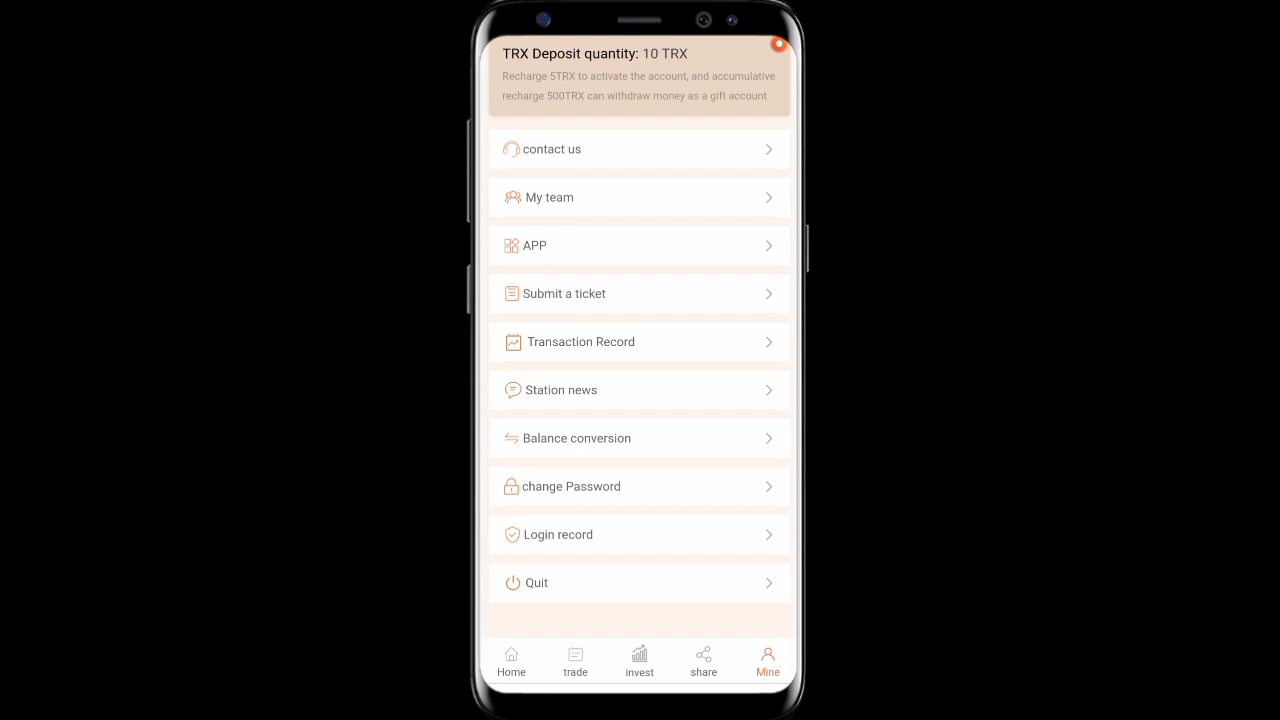 TRX Deposit quantity: 10 TRX
Recharge 5TRX to activate the account, and accumulative
recharge 500TRX can withdraw money as a gift account
contact us
My team
APP
Submit a ticket
Transaction Record
Station news
Balance conversion
change Password
Login record
Quit
Home
trade
invest
share
Mine